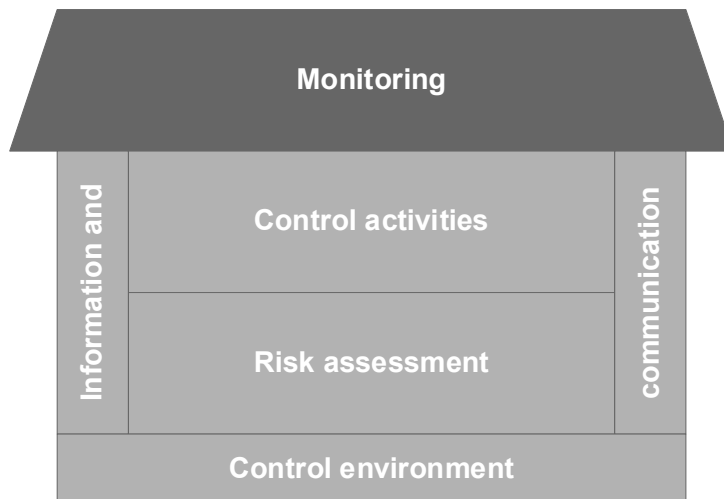 Monitoring
Information and
Control activities
communication
Risk assessment
Control environment